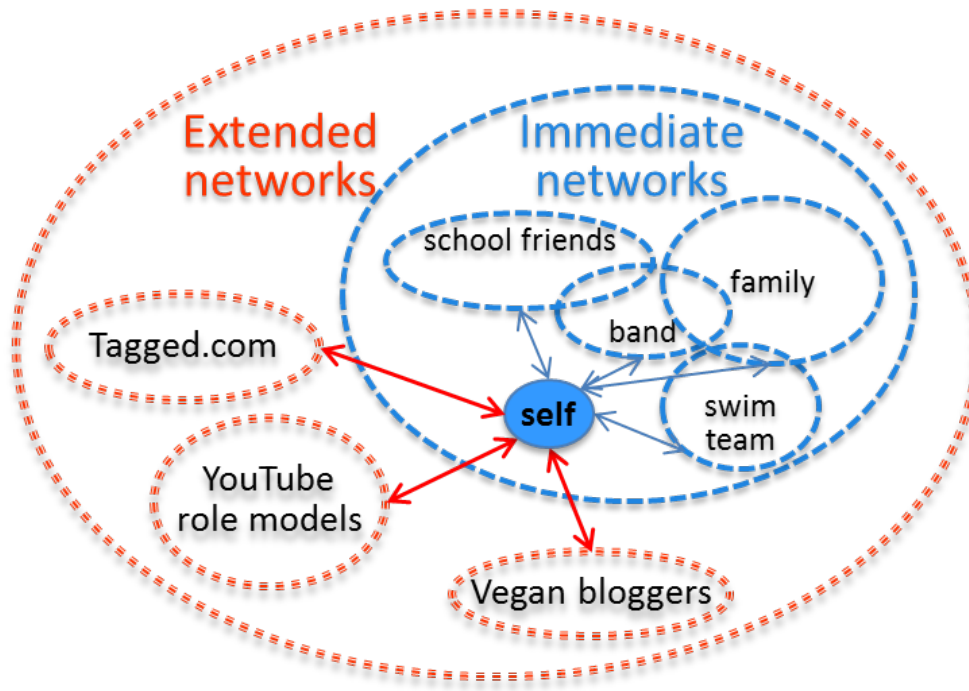 Extended
networks
Immediate
networks
school friends
family
band
Tagged.com
self
swim
team
YouTube
role models
Vegan bloggers